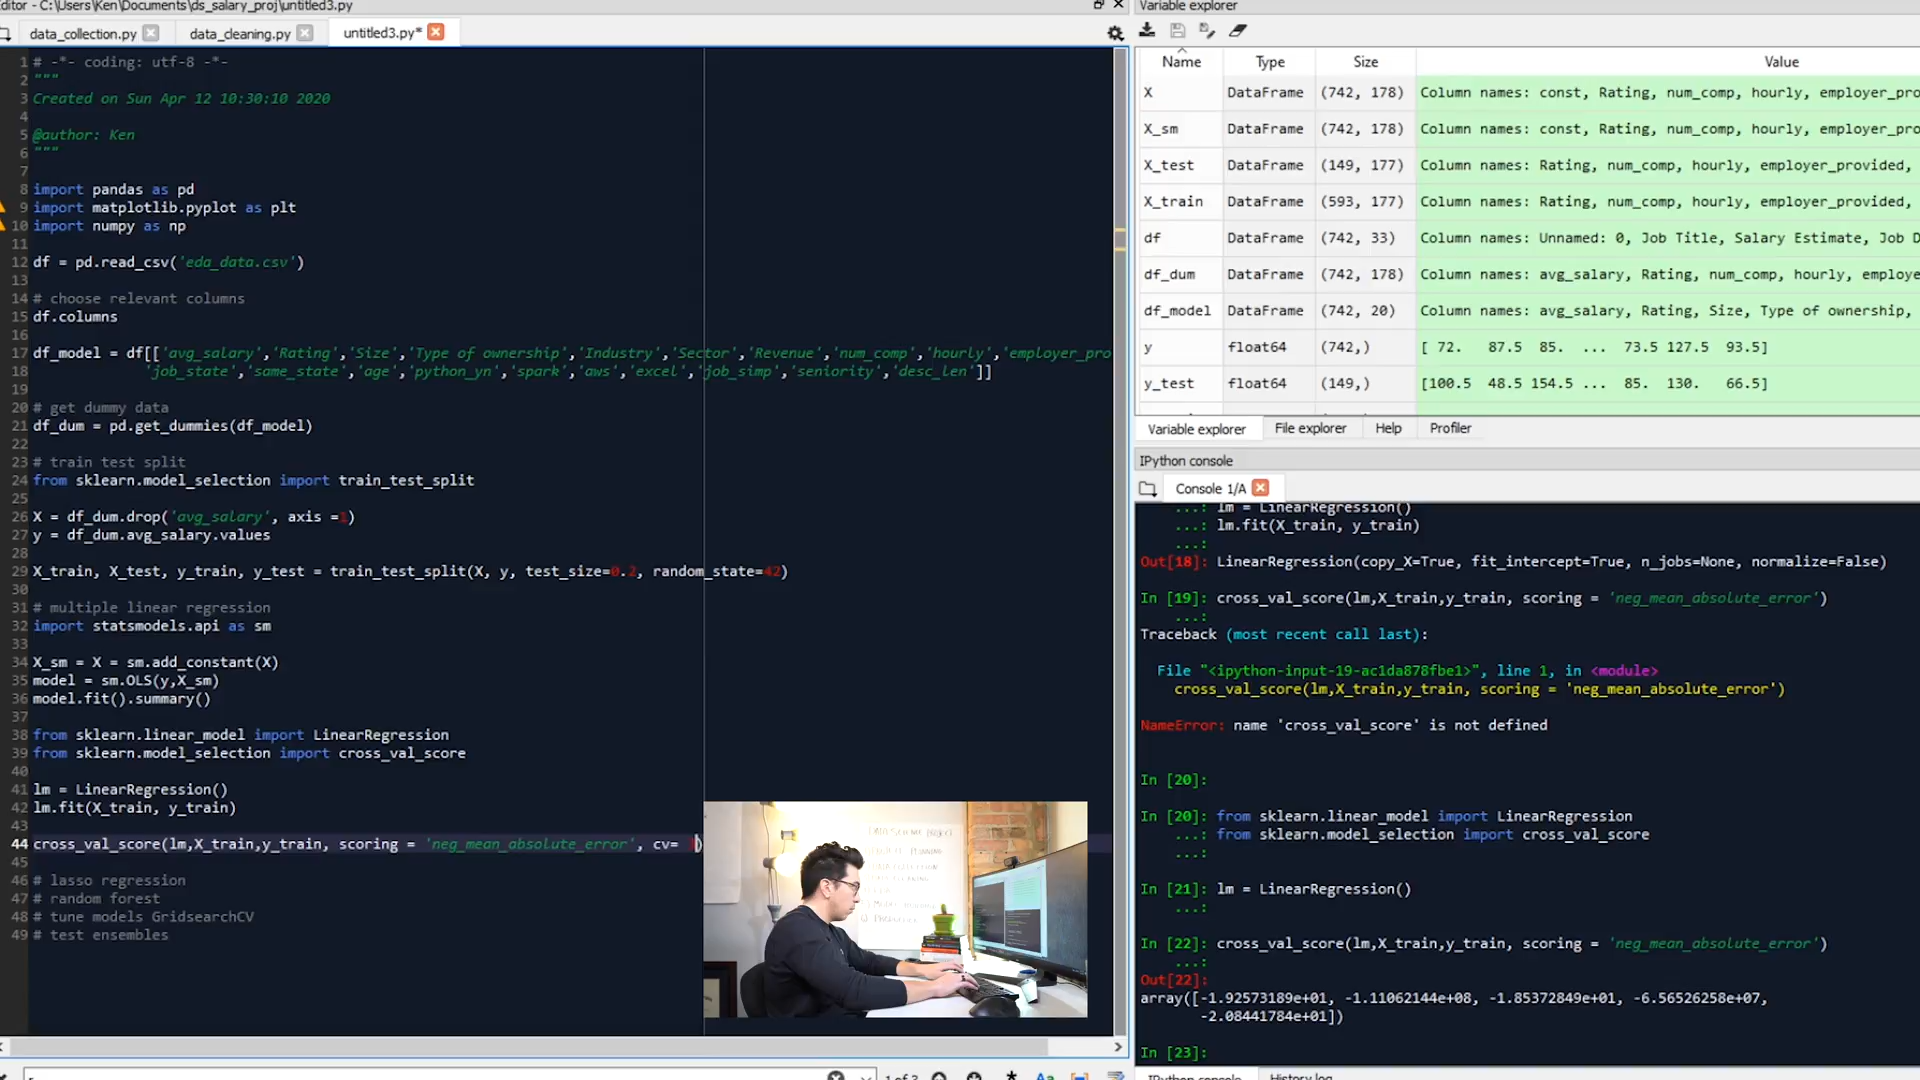 Editor - C:\Users\Ken\Documents\ds_salary_proj\untitled3.py
data_collection.py
data_cleaning.py
untitled3.py*
1 # -*- coding: utf-8 -*-
2 """
3 Created on Sun Apr 12 10:30:10 2020
4
5 @author: Ken
6 """
7
8 import pandas as pd
9 import matplotlib.pyplot as plt
10 import numpy as np
11
12 df = pd.read_csv('eda_data.csv')
13
14 # choose relevant columns
15 df.columns
16
17 df_model = df[['avg_salary','Rating','Size','Type of ownership','Industry','Sector','Revenue','num_comp','hourly','employer_pro
18 'job_state','same_state','age','python_yn','spark','aws','excel','job_simp','seniority','desc_len']]
19
20 # get dummy data
21 df_dum = pd.get_dummies(df_model)
22
23 # train test split
24 from sklearn.model_selection import train_test_split
25
26 X = df_dum.drop('avg_salary', axis =1)
27 y = df_dum.avg_salary.values
28
29 X_train, X_test, y_train, y_test = train_test_split(X, y, test_size=0.2, random_state=42)
30
31 # multiple linear regression
32 import statsmodels.api as sm
33
34 X_sm = X = sm.add_constant(X)
35 model = sm.OLS(y,X_sm)
36 model.fit().summary()
37
38 from sklearn.linear_model import LinearRegression
39 from sklearn.model_selection import cross_val_score
40
41 lm = LinearRegression()
42 lm.fit(X_train, y_train)
43
44 cross_val_score(lm,X_train,y_train, scoring = 'neg_mean_absolute_error', cv= )
45
46 # lasso regression
47 # random forest
48 # tune models GridsearchCV
49 # test ensembles
1 of 3
Aa
Variable explorer
Name Type Size Value
X DataFrame (742, 178) Column names: const, Rating, num_comp, hourly, employer_pro
X_sm DataFrame (742, 178) Column names: const, Rating, num_comp, hourly, employer_pro
X_test DataFrame (149, 177) Column names: Rating, num_comp, hourly, employer_provided,
X_train DataFrame (593, 177) Column names: Rating, num_comp, hourly, employer_provided,
df DataFrame (742, 33) Column names: Unnamed: 0, Job Title, Salary Estimate, Job D
df_dum DataFrame (742, 178) Column names: avg_salary, Rating, num_comp, hourly, employe
df_model DataFrame (742, 20) Column names: avg_salary, Rating, Size, Type of ownership,
y float64 (742,) [ 72. 87.5 85. ... 73.5 127.5 93.5]
y_test float64 (149,) [100.5 48.5 154.5 ... 85. 130. 66.5]
Variable explorer File explorer Help Profiler
IPython console
Console 1/A
...: lm = LinearRegression()
...: lm.fit(X_train, y_train)
...:
Out[18]: LinearRegression(copy_X=True, fit_intercept=True, n_jobs=None, normalize=False)
In [19]: cross_val_score(lm,X_train,y_train, scoring = 'neg_mean_absolute_error')
...:
Traceback (most recent call last):
File "<ipython-input-19-ac1da878fbe1>", line 1, in <module>
cross_val_score(lm,X_train,y_train, scoring = 'neg_mean_absolute_error')
NameError: name 'cross_val_score' is not defined
In [20]:
In [20]: from sklearn.linear_model import LinearRegression
...: from sklearn.model_selection import cross_val_score
...:
In [21]: lm = LinearRegression()
...:
In [22]: cross_val_score(lm,X_train,y_train, scoring = 'neg_mean_absolute_error')
...:
Out[22]:
array([-1.92573189e+01, -1.11062144e+08, -1.85372849e+01, -6.56526258e+07,
-2.08441784e+01])
In [23]:
IPython console History log